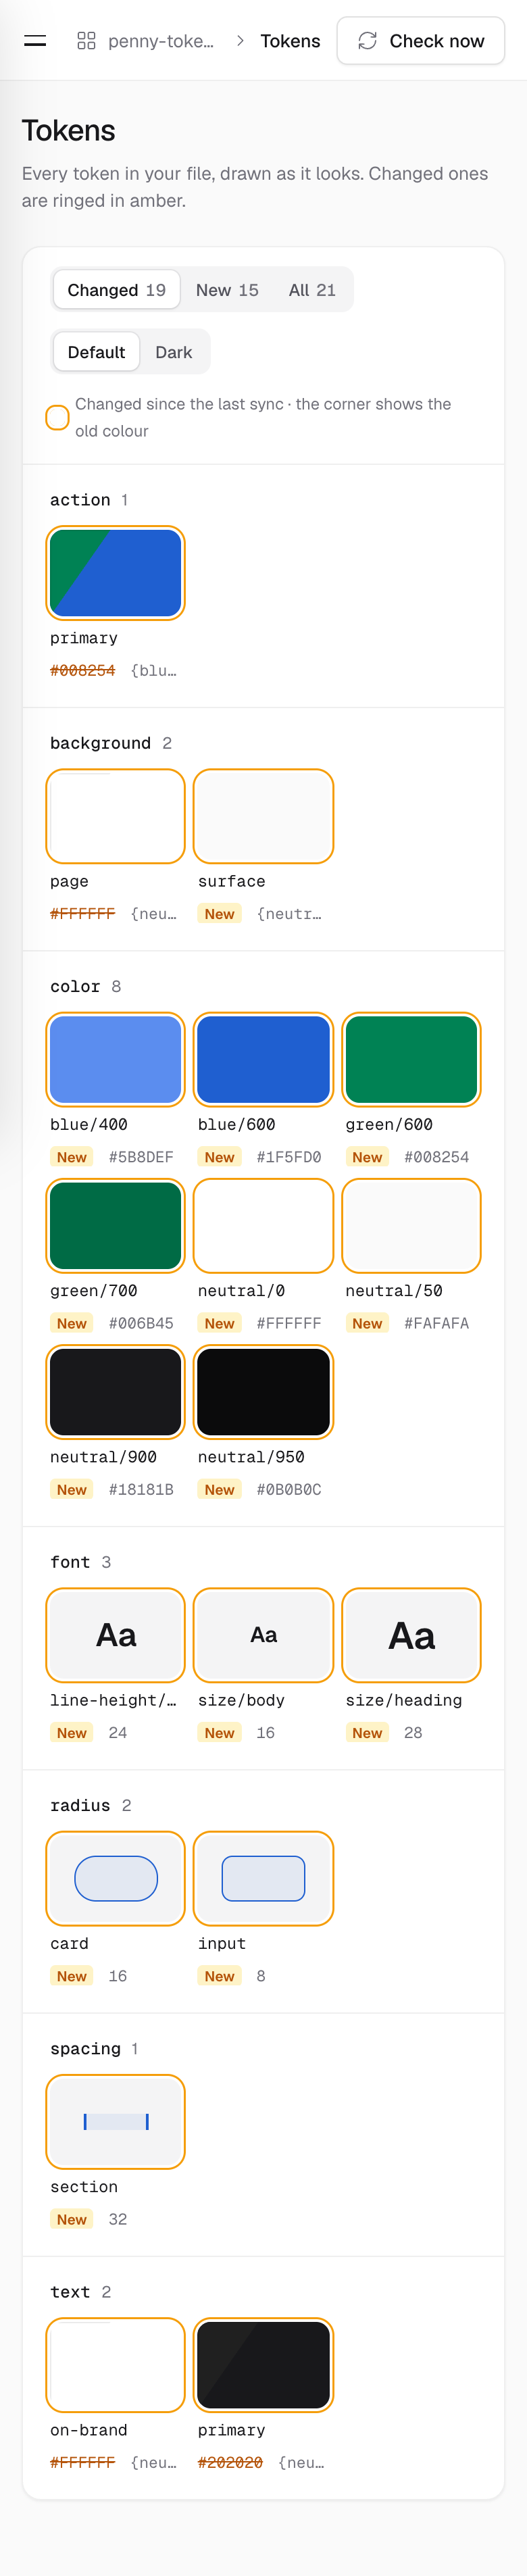 penny-toke… Tokens Check now
Tokens
Every token in your file, drawn as it looks. Changed ones
are ringed in amber.
Changed 19 New 15 All 21
Default Dark
Changed since the last sync · the corner shows the
old colour
action 1
primary
#008254 {blu…
background 2
page surface
#FFFFFF {neu… New {neutr…
color 8
blue/400 blue/600 green/600
New #5B8DEF New #1F5FD0 New #008254
green/700 neutral/0 neutral/50
New #006B45 New #FFFFFF New #FAFAFA
neutral/900 neutral/950
New #18181B New #0B0B0C
font 3
Aa Aa Aa
line-height/… size/body size/heading
New 24 New 16 New 28
radius 2
card input
New 16 New 8
spacing 1
section
New 32
text 2
on-brand primary
#FFFFFF {neu… #202020 {neu…